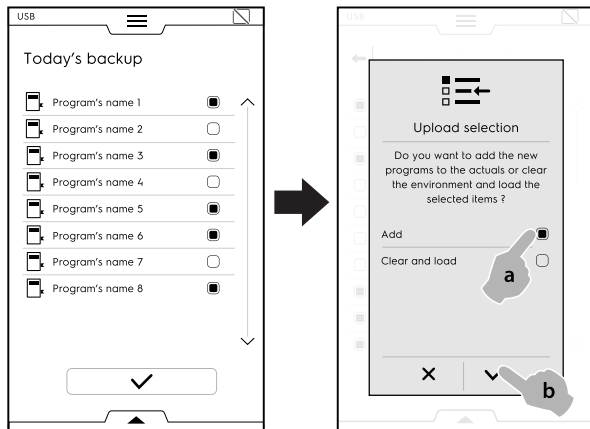 USB
Today's backup
Program's name 1
Program's name 2
Program's name 3
Program's name 4
Program's name 5
Program's name 6
Program's name 7
Program's name 8
USB
Upload selection
Do you want to add the new
programs to the actuals or clear
the environment and load the
selected items ?
Add
Clear and load
a
b